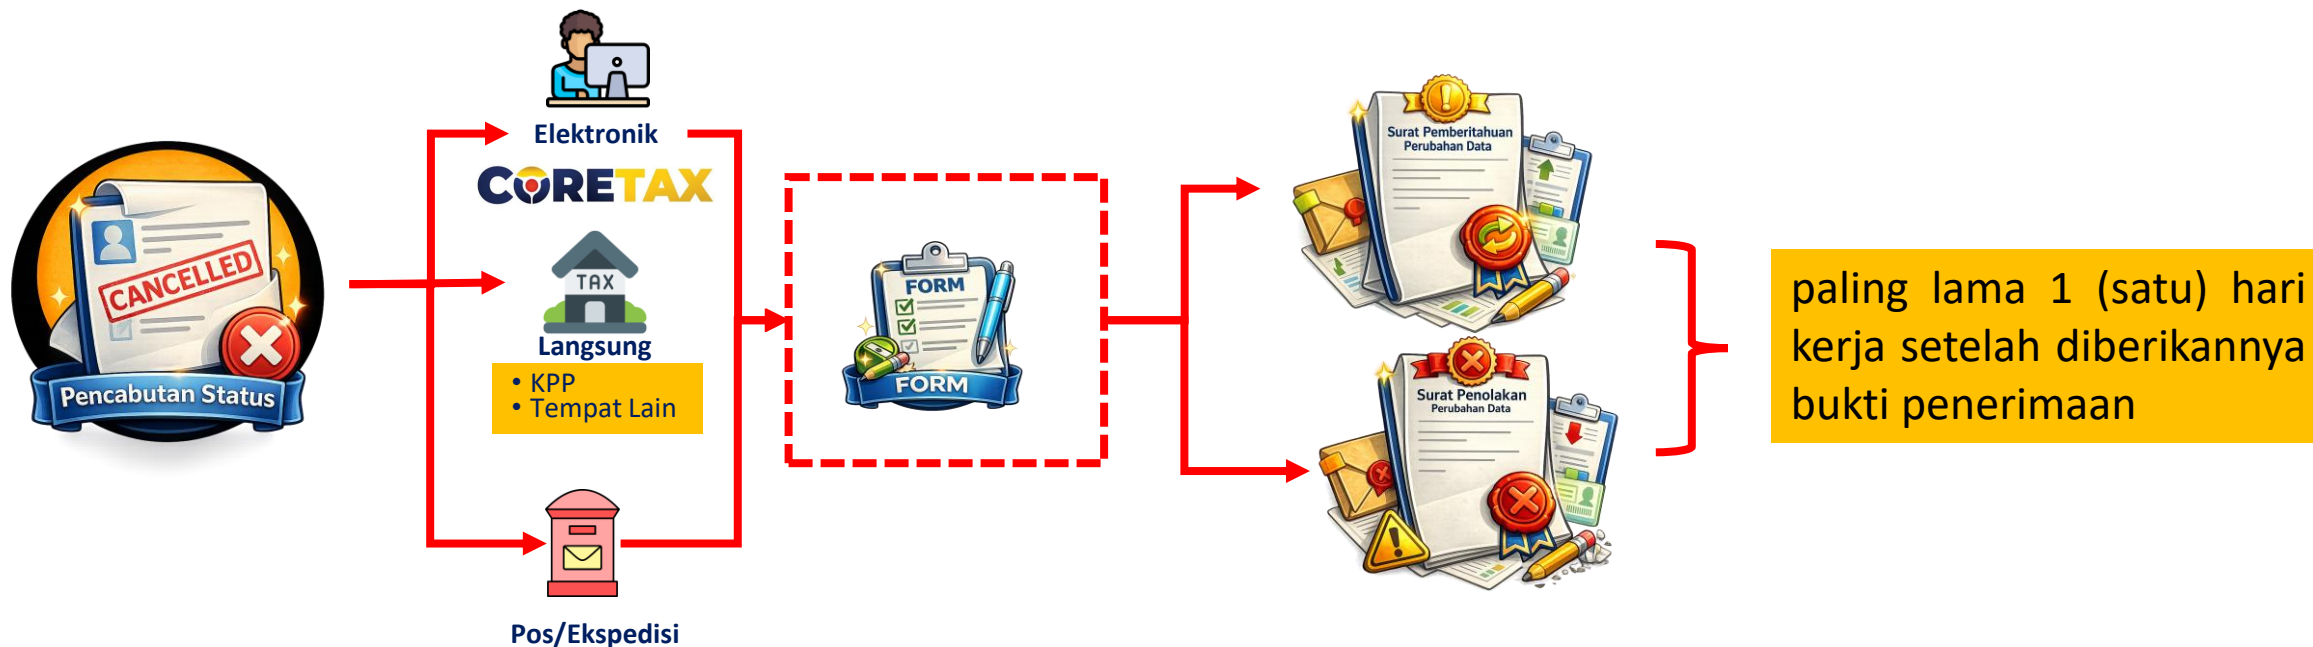 CANCELLED
Pencabutan Status
Elektronik
CORETAX
TAX
Langsung
• KPP
• Tempat Lain
Pos/Ekspedisi
FORM
FORM
Surat Pemberitahuan
Perubahan Data
Surat Penolakan
Perubahan Data
paling lama 1 (satu) hari
kerja setelah diberikannya
bukti penerimaan